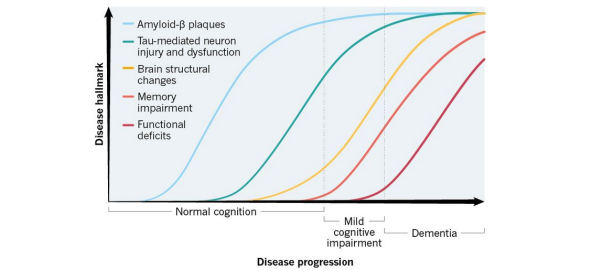 Amyloid-β plaques
Tau-mediated neuron
injury and dysfunction
Brain structural
changes
Memory
impairment
Functional
deficits
Disease hallmark
Normal cognition
Mild
cognitive
impairment
Dementia
Disease progression